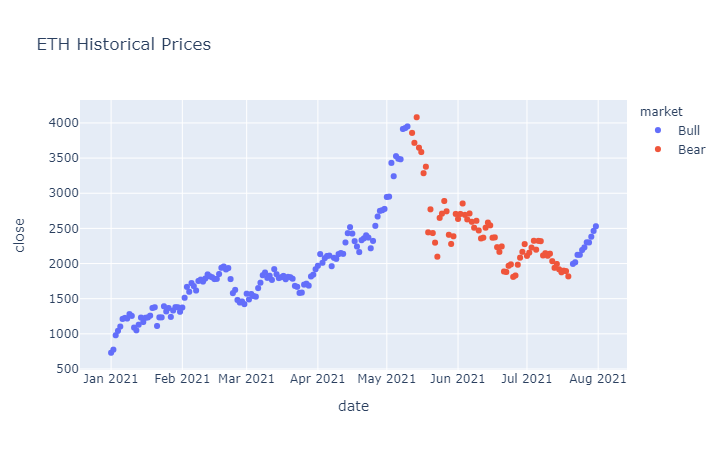 ETH Historical Prices
market
Bull
Bear
close
4000
3500
3000
2500
2000
1500
1000
500
Jan 2021 Feb 2021 Mar 2021 Apr 2021 May 2021 Jun 2021 Jul 2021 Aug 2021
date